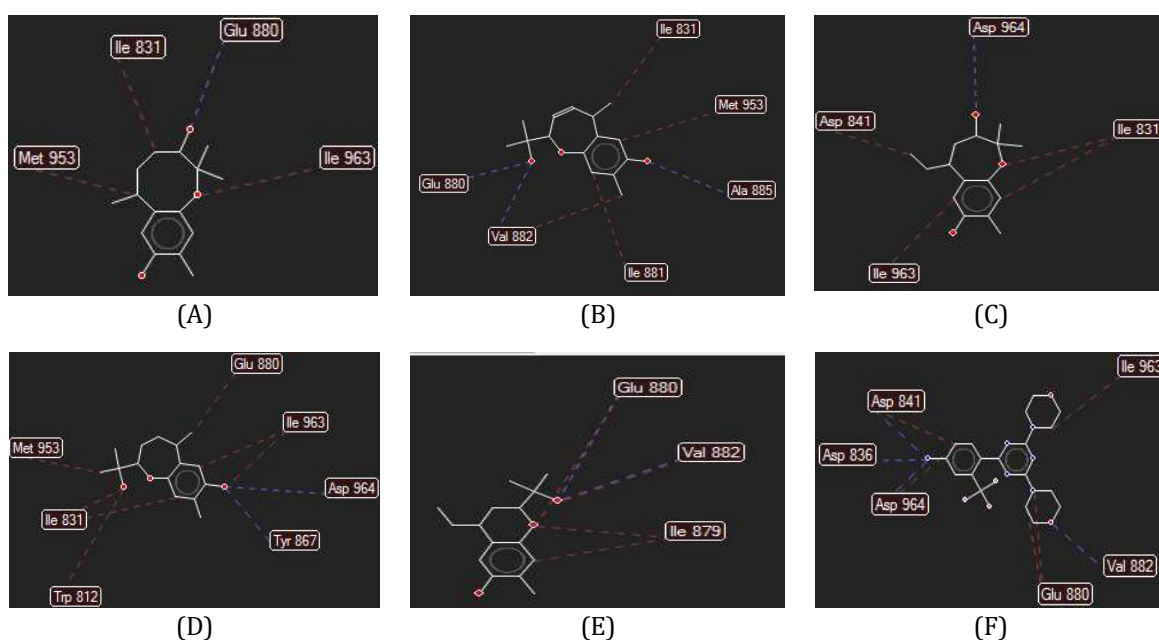 Glu 880
Ile 831
Met 953
Ile 963
(A)
Ile 831
Met 953
Glu 880
Ala 885
Val 882
Ile 881
(B)
Asp 964
Asp 841
Ile 831
Ile 963
(C)
Glu 880
Ile 963
Met 953
Asp 964
Ile 831
Tyr 867
Trp 812
(D)
Glu 880
Val 882
Ile 879
(E)
Ile 963
Asp 841
Asp 836
Asp 964
Val 882
Glu 880
(F)